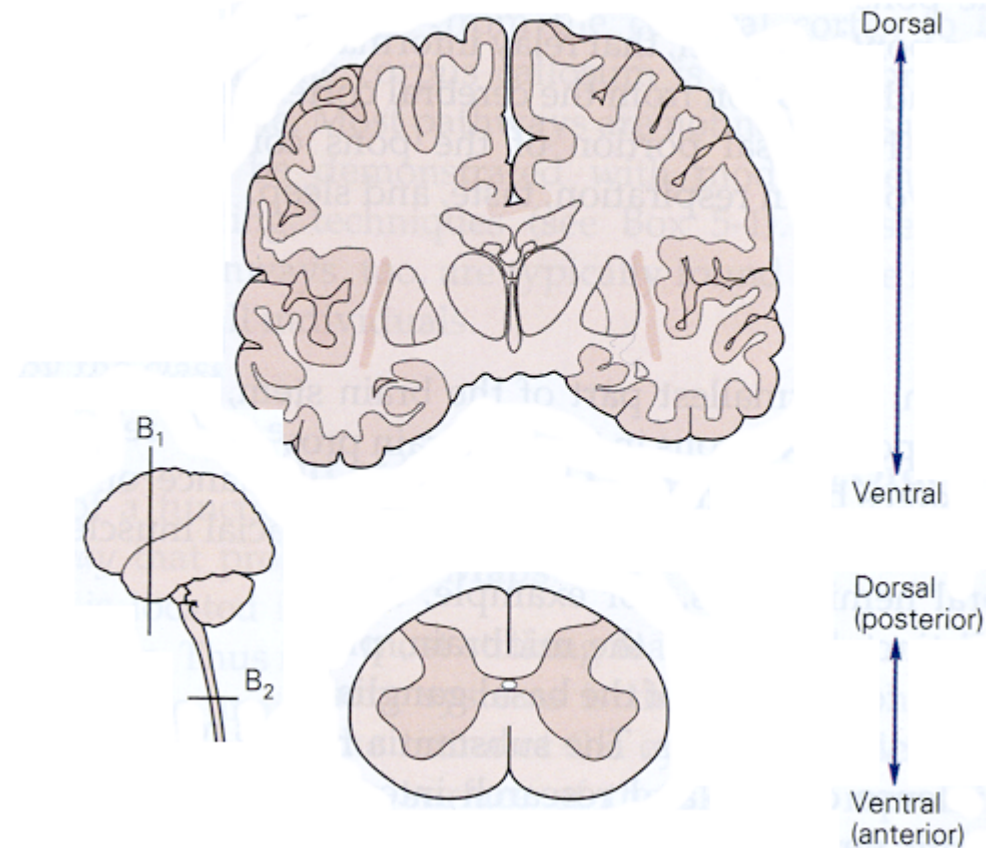 Dorsal
Ventral
B1
B2
Dorsal
(posterior)
Ventral
(anterior)